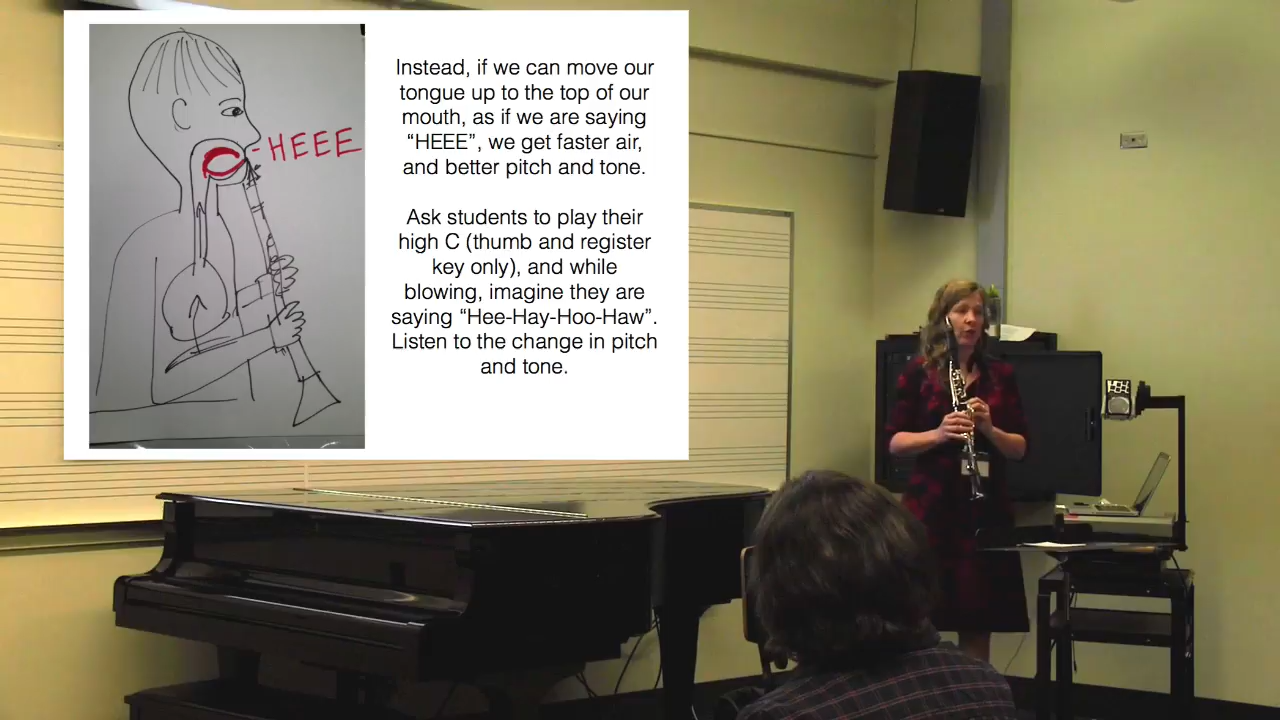 HEEE
Instead, if we can move our
tongue up to the top of our
mouth, as if we are saying
“HEEE”, we get faster air,
and better pitch and tone.
Ask students to play their
high C (thumb and register
key only), and while
blowing, imagine they are
saying “Hee-Hay-Hoo-Haw”.
Listen to the change in pitch
and tone.